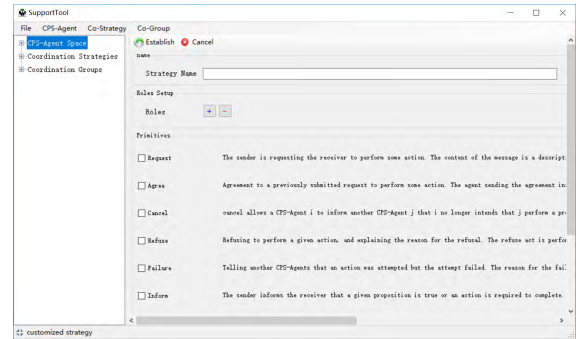 SupportTool
File CPS-Agent Co-Strategy Co-Group
CPS-Agent Space
Coordination Strategies
Coordination Groups
Establish Cancel
name
Strategy Name
Roles Setup
Roles + -
Primitives
Request The sender is requesting the receiver to perform some action. The content of the message is a descript
Agree Agreement to a previously submitted request to perform some action. The agent sending the agreement in
Cancel cancel allows a CPS-Agent i to inform another CPS-Agent j that i no longer intends that j perform a pr
Refuse Refusing to perform a given action, and explaining the reason for the refusal. The refuse act is perfo
Failure Telling another CPS-Agents that an action was attempted but the attempt failed. The reason for the fai
Inform The sender informs the receiver that a given proposition is true or an action is required to complete.
customized strategy